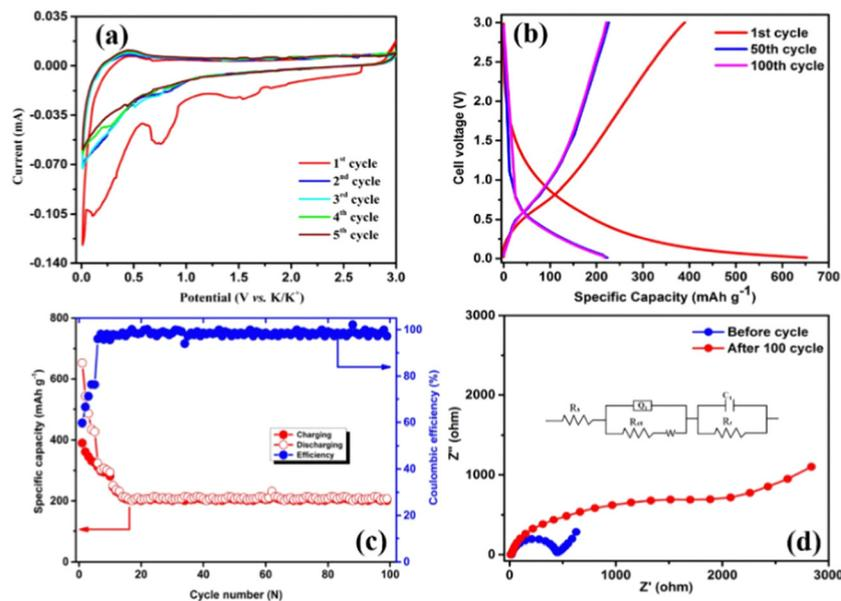 (a)
0.035
0.000
-0.035
-0.070
-0.105
-0.140
Current (mA)
1st cycle
2nd cycle
3rd cycle
4th cycle
5th cycle
0.0 0.5 1.0 1.5 2.0 2.5 3.0
Potential (V vs. K/K+)
(b)
3.0
2.5
2.0
1.5
1.0
0.5
0.0
Cell voltage (V)
1st cycle
50th cycle
100th cycle
0 100 200 300 400 500 600 700
Specific Capacity (mAh g-1)
800
600
400
200
0
Specific capacity (mAh g-1)
Charging
Discharging
Efficiency
100
80
60
40
20
0
Coulombic efficiency (%)
(c)
0 20 40 60 80 100
Cycle number (N)
3000
2000
1000
0
Z'' (ohm)
Before cycle
After 100 cycle
Rs
Q1
W
C1
(d)
0 500 1000 1500 2000 2500 3000
Z' (ohm)